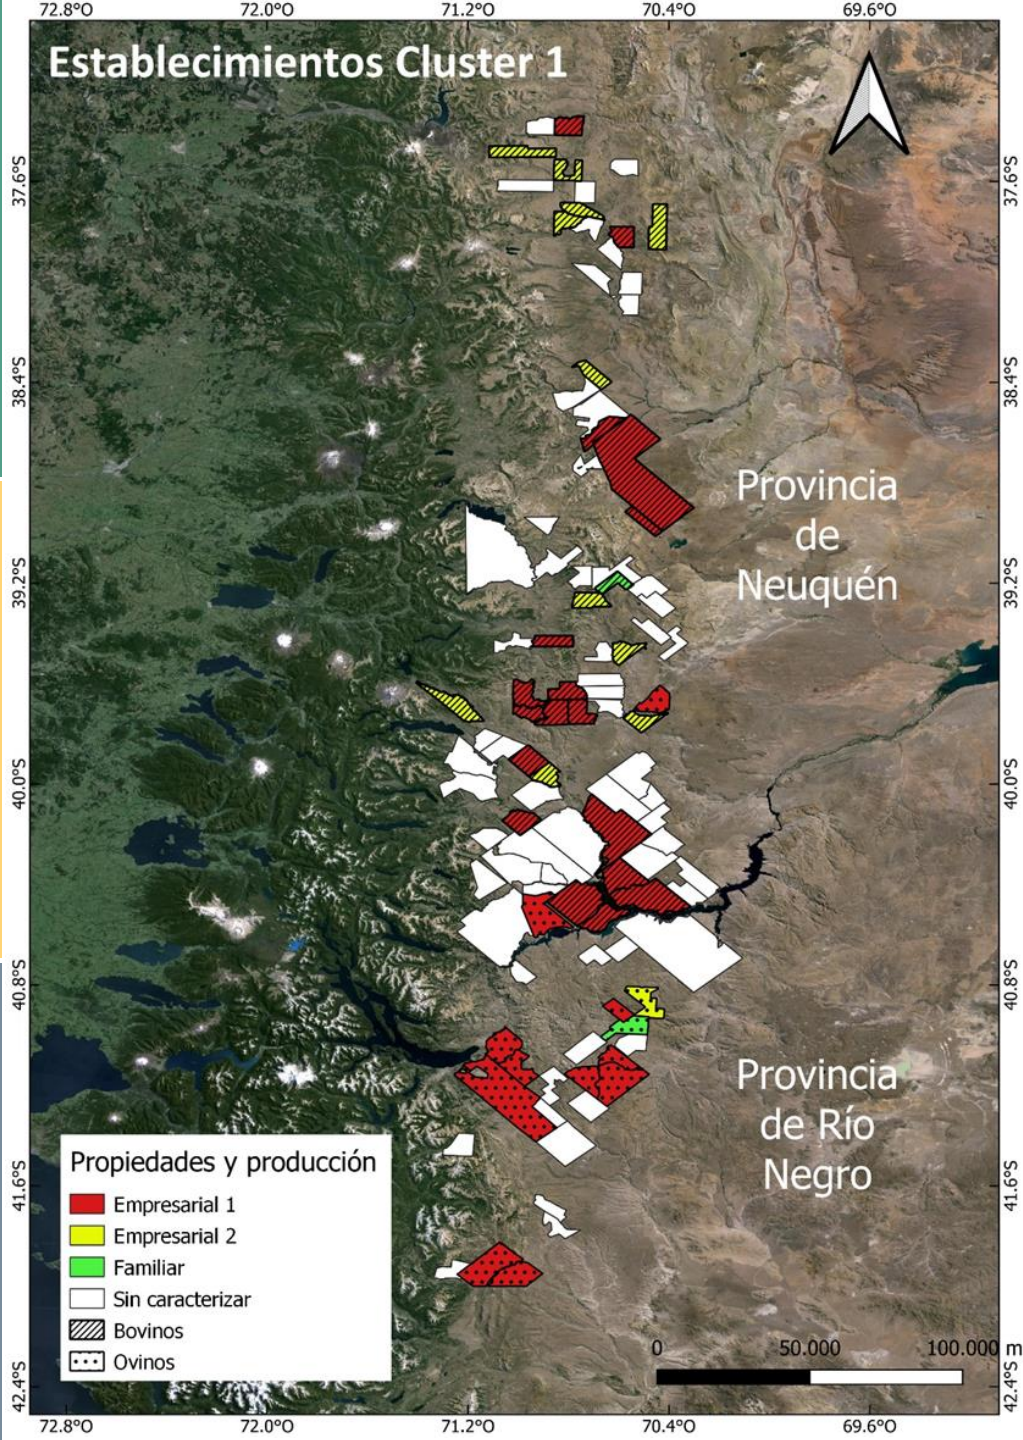 72.8°O 72.0°O 71.2°O 70.4°O 69.6°O
Establecimientos Cluster 1
37.6°S 37.6°S
38.4°S 38.4°S
Provincia
de
Neuquén
39.2°S 39.2°S
40.0°S 40.0°S
40.8°S 40.8°S
Provincia
de Río
Negro
Propiedades y producción
Empresarial 1
Empresarial 2
Familiar
Sin caracterizar
Bovinos
Ovinos
41.6°S 41.6°S
0 50.000 100.000 m
42.4°S 42.4°S
72.8°O 72.0°O 71.2°O 70.4°O 69.6°O